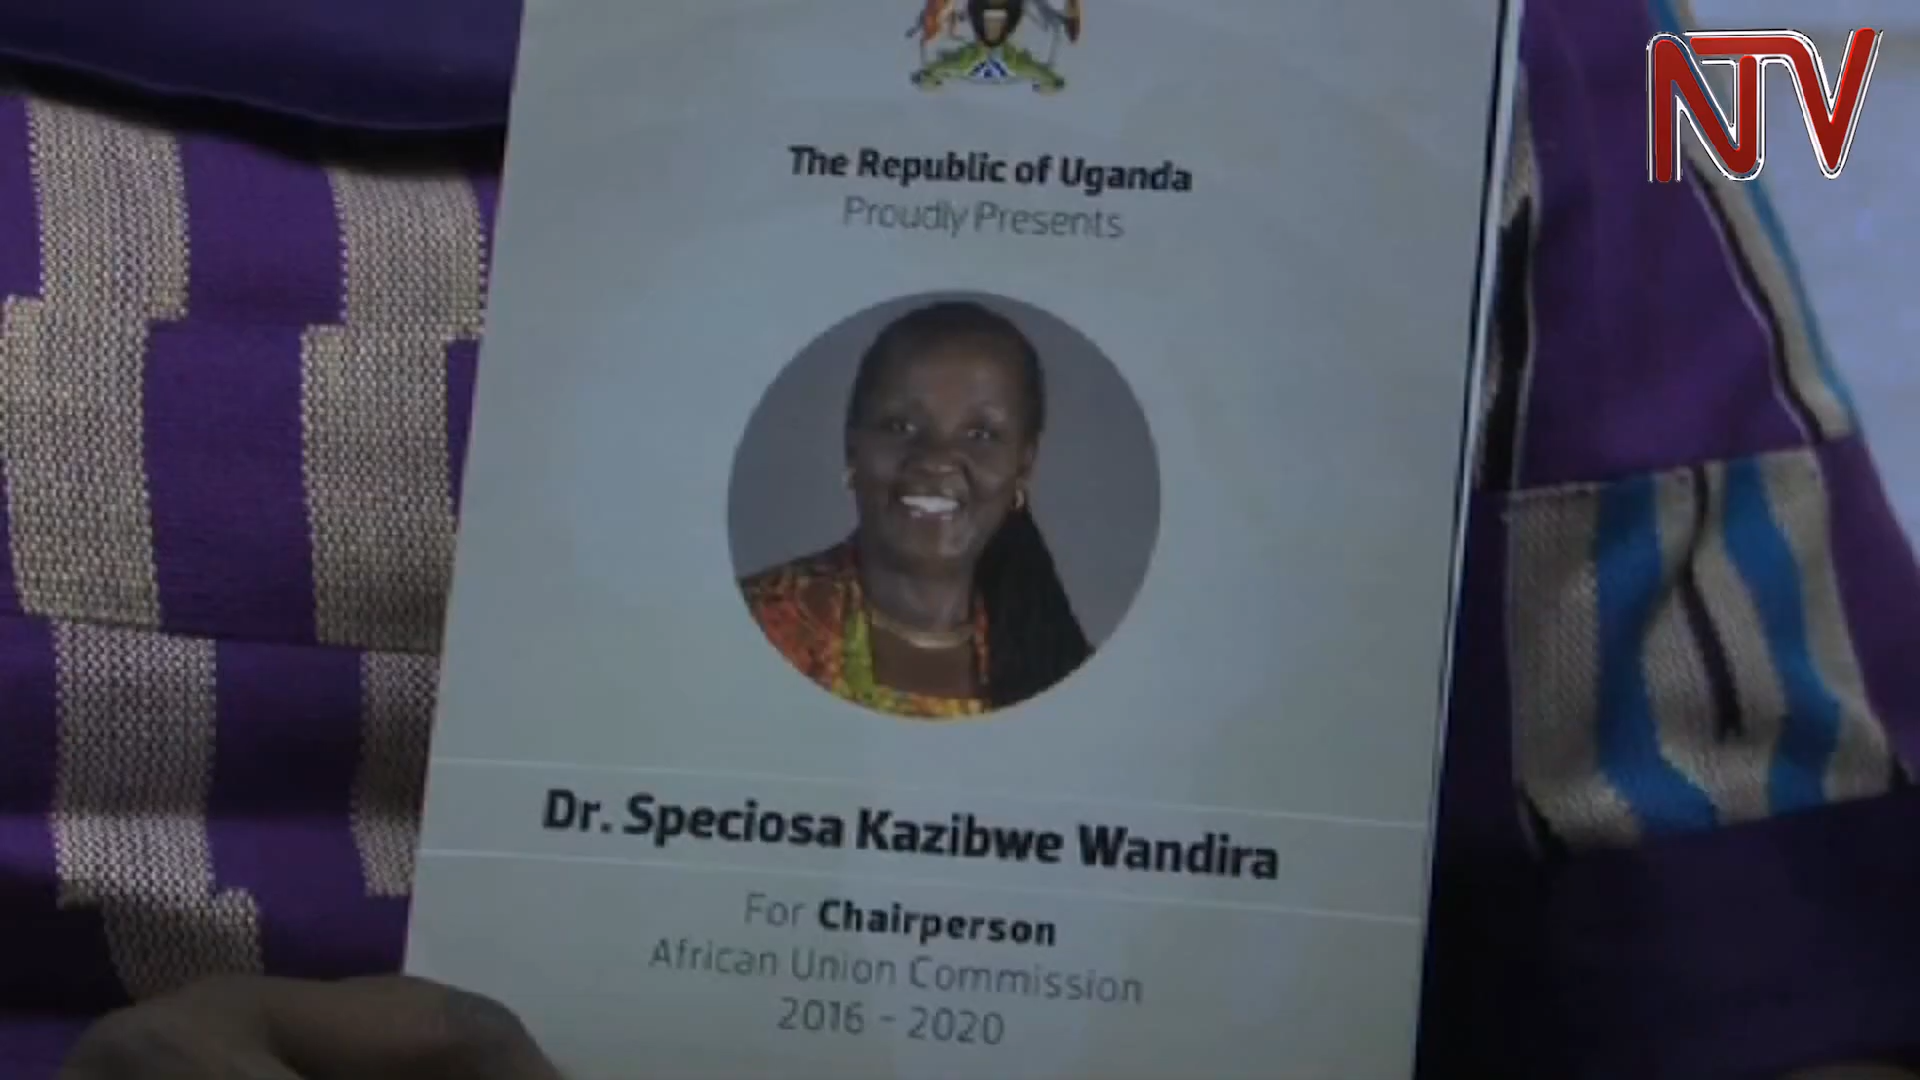 NTV
The Republic of Uganda
Proudly Presents
Dr. Speciosa Kazibwe Wandira
For Chairperson
African Union Commission
2016 - 2020